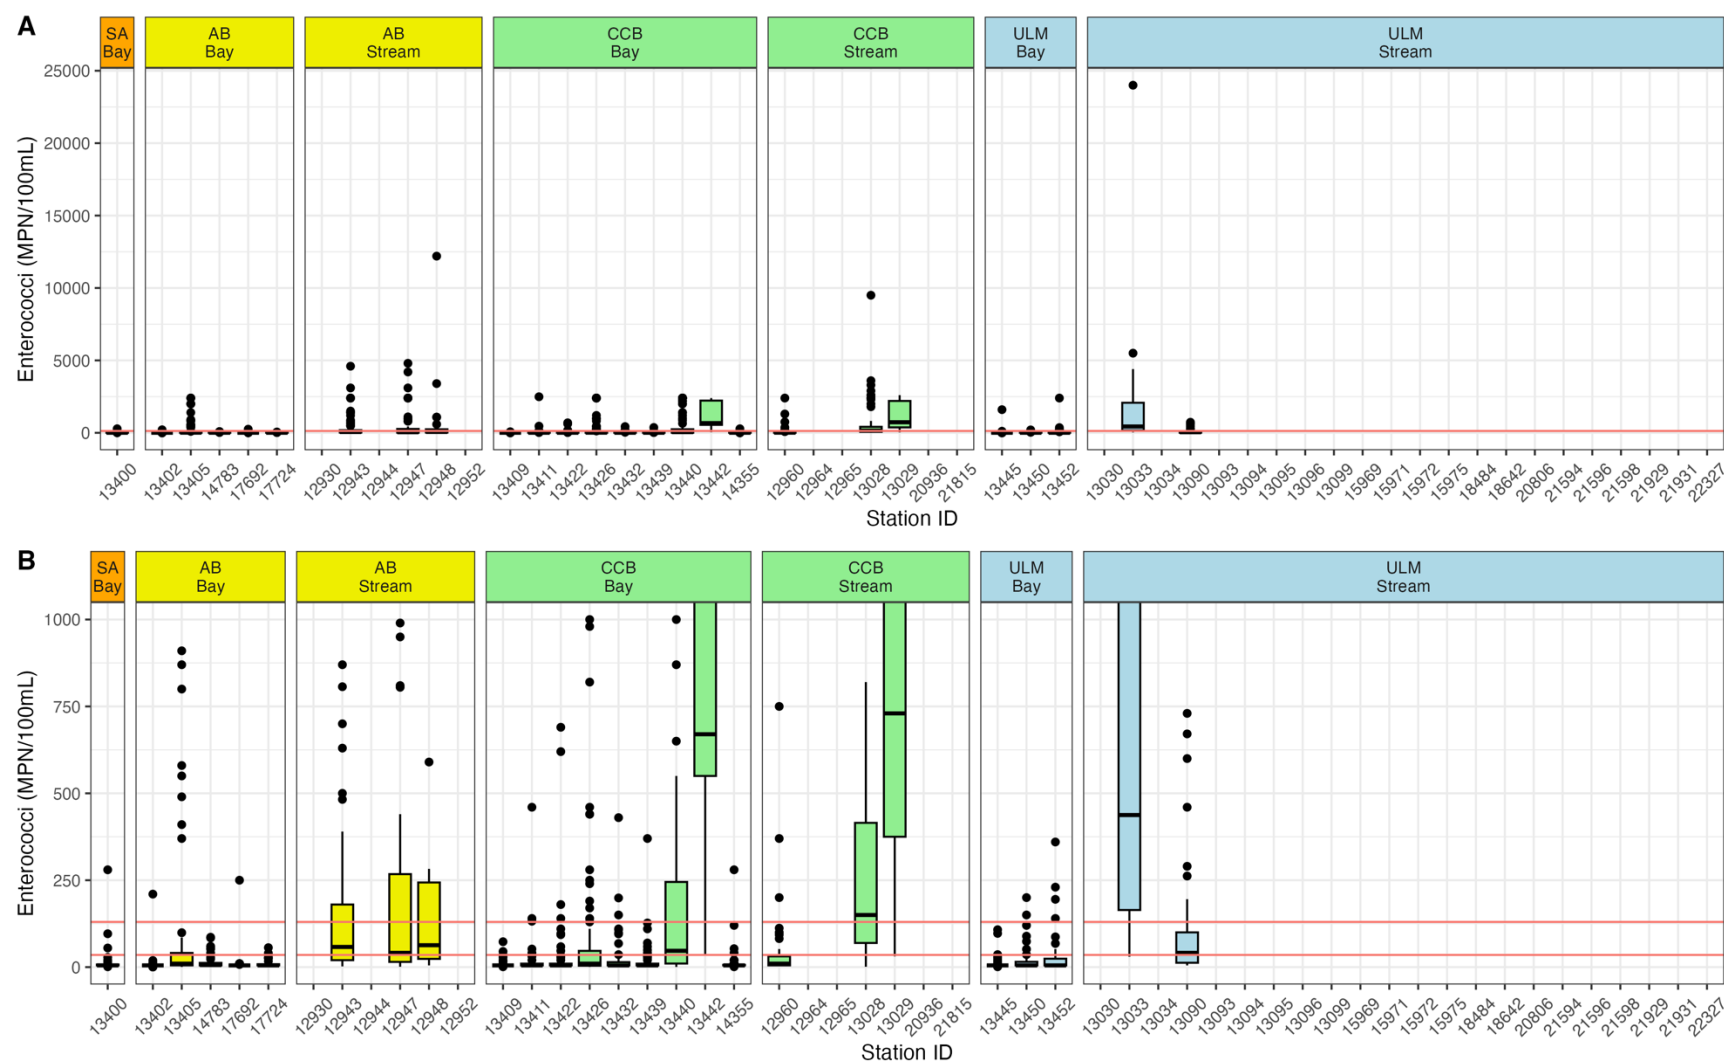 A
SA
Bay
AB
Bay
AB
Stream
CCB
Bay
CCB
Stream
ULM
Bay
ULM
Stream
Enterococci (MPN/100mL)
25000
20000
15000
10000
5000
0
13400 13402 13405 14783 17692 17724 12930 12943 12944 12947 12948 12952 13409 13411 13422 13426 13432 13439 13440 13442 14355 12960 12964 12965 13028 13029 20936 21815 13445 13450 13452 13030 13033 13034 13090 13093 13094 13095 13096 13099 15969 15971 15972 15975 18484 18642 20806 21594 21596 21598 21929 21931 22327
Station ID
B
SA
Bay
AB
Bay
AB
Stream
CCB
Bay
CCB
Stream
ULM
Bay
ULM
Stream
Enterococci (MPN/100mL)
1000
750
500
250
0
13400 13402 13405 14783 17692 17724 12930 12943 12944 12947 12948 12952 13409 13411 13422 13426 13432 13439 13440 13442 14355 12960 12964 12965 13028 13029 20936 21815 13445 13450 13452 13030 13033 13034 13090 13093 13094 13095 13096 13099 15969 15971 15972 15975 18484 18642 20806 21594 21596 21598 21929 21931 22327
Station ID